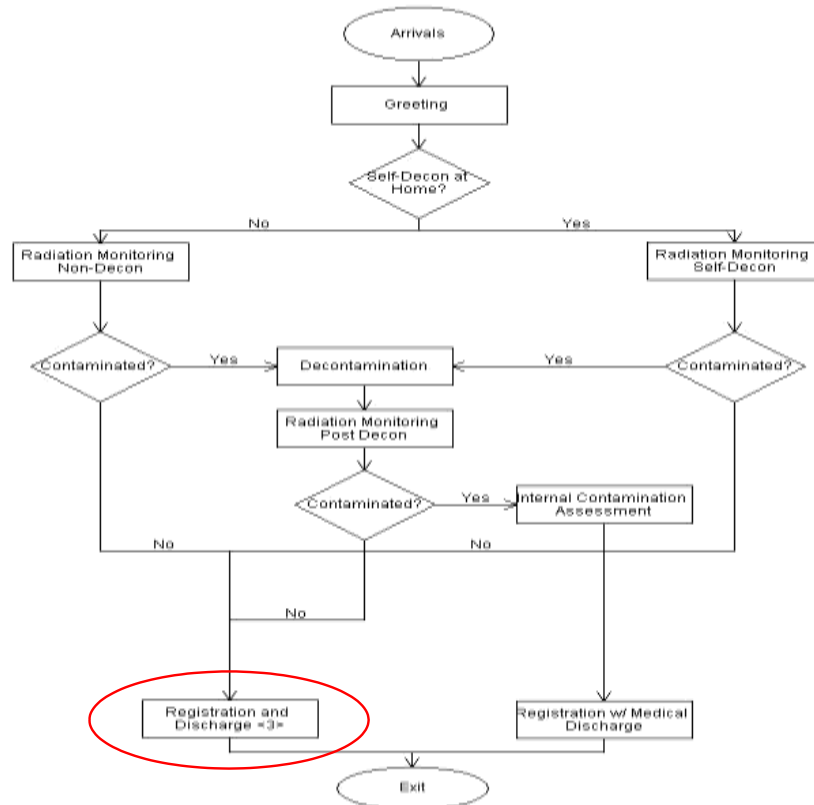 Arrivals
Greeting
Self-Decon at
Home?
No
Yes
Radiation Monitoring
Non-Decon
Radiation Monitoring
Self-Decon
Contaminated?
Yes
Decontamination
Yes
Contaminated?
Radiation Monitoring
Post Decon
Contaminated?
Yes
Internal Contamination
Assessment
No
No
No
Registration and
Discharge <3>
Registration w/ Medical
Discharge
Exit